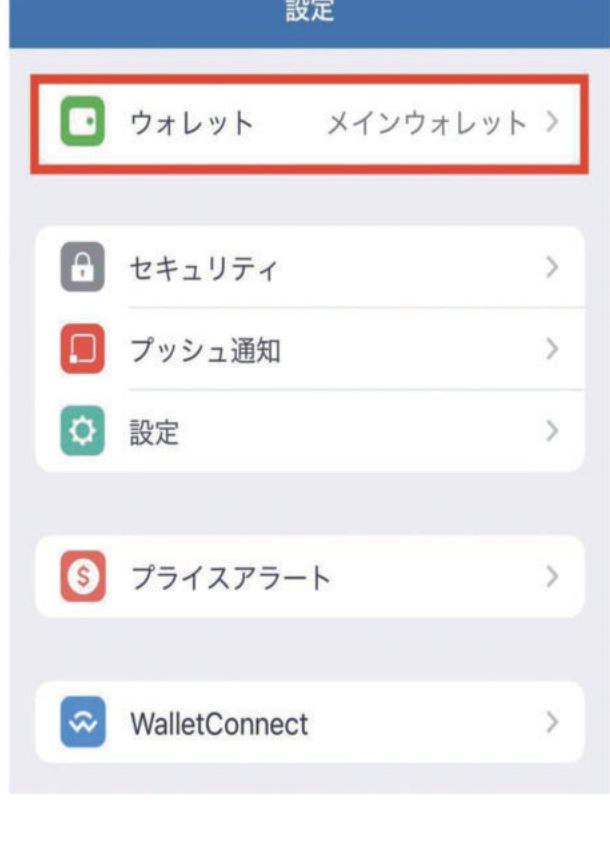 設定
ウォレット メインウォレット
セキュリティ
プッシュ通知
設定
プライスアラート
WalletConnect